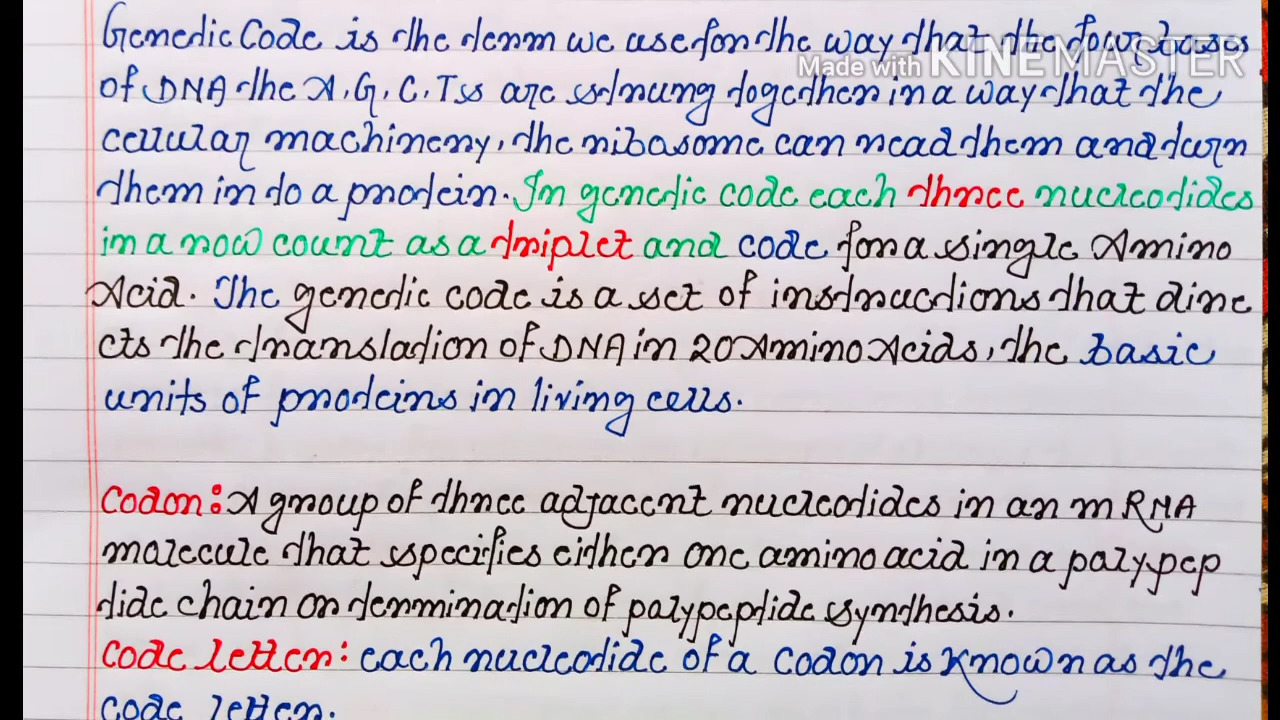 Genetic Code is the term we use for the way that the four bases
Made with KINEMASTER
of DNA the A, G, C, Tss are strung together in a way that the
cellular machinery, the ribosome can read them and turn
them in to a protein. In genetic code each three nucleotides
in a row count as a triplet and code for a single Amino
Acid. The genetic code is a set of instructions that dire
cts the translation of DNA in 20 Amino Acids, the basic
units of proteins in living cells.
Codon: A group of three adjacent nucleotides in an mRNA
molecule that specifies either one amino acid in a polypep
tide chain or termination of polypeptide synthesis.
Code letter: each nucleotide of a codon is known as the
code letter.